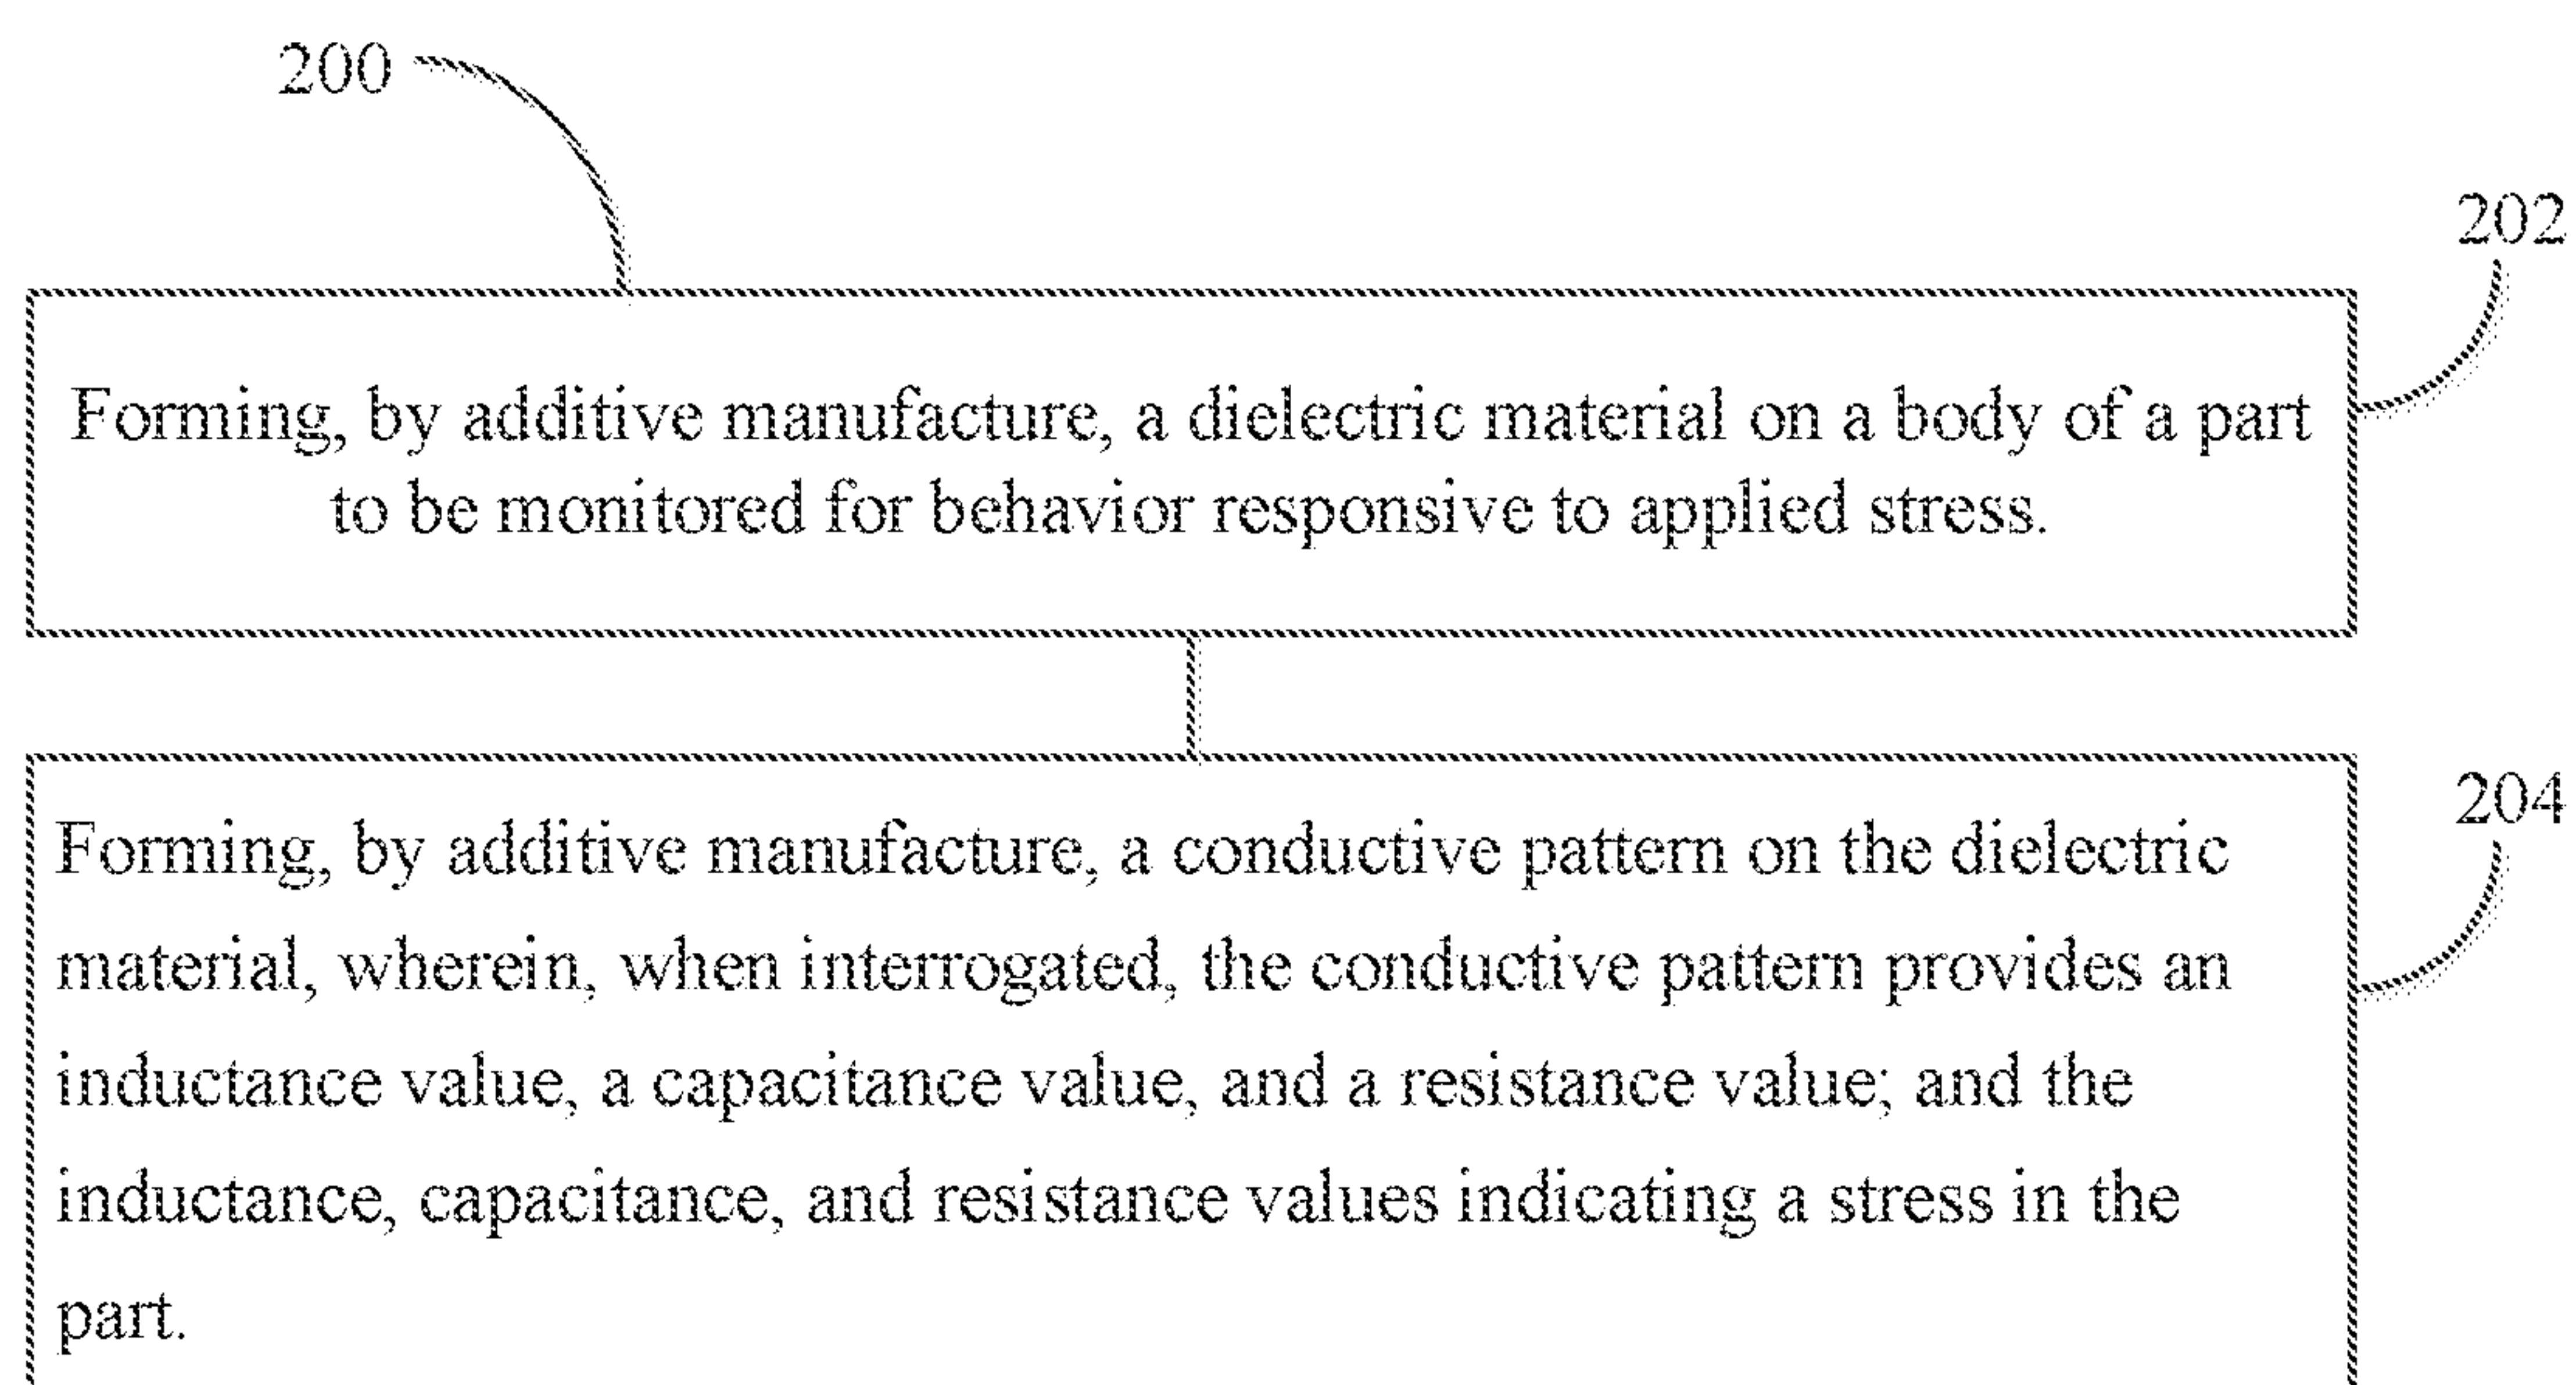 200
202
Forming, by additive manufacture, a dielectric material on a body of a part
to be monitored for behavior responsive to applied stress.
204
Forming, by additive manufacture, a conductive pattern on the dielectric
material, wherein, when interrogated, the conductive pattern provides an
inductance value, a capacitance value, and a resistance value; and the
inductance, capacitance, and resistance values indicating a stress in the
part.